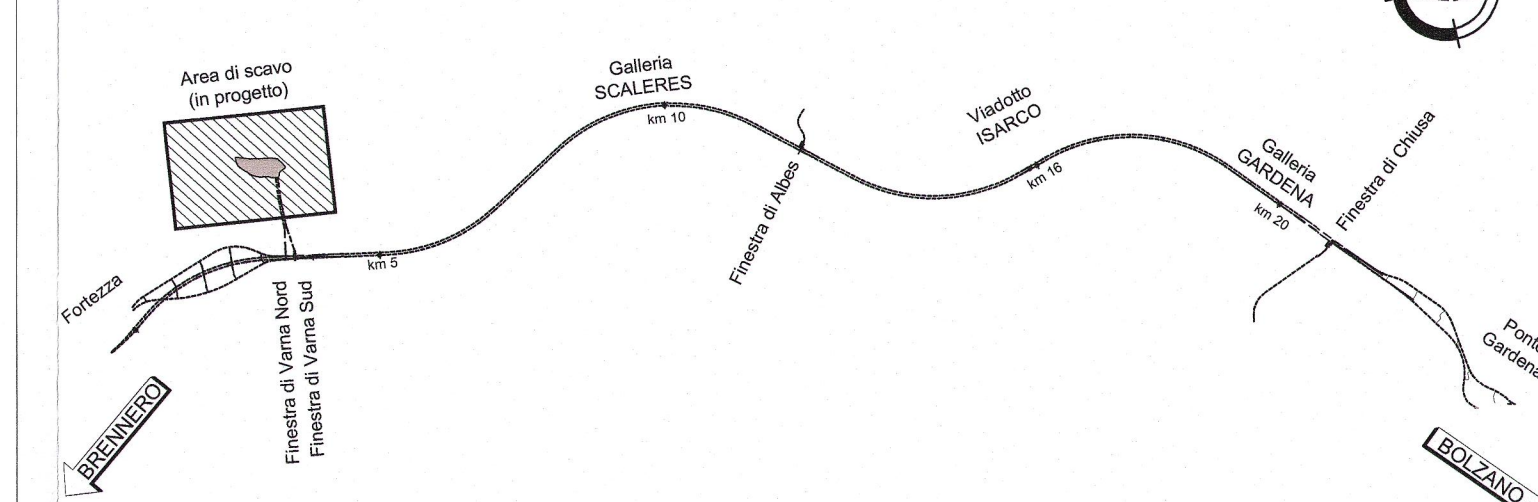 Area di scavo
(in progetto)
Galleria
SCALERES
km 10
Viadotto
ISARCO
km 16
Galleria
GARDENA
km 20
Finestra di Chiusa
Finestra di Albes
km 5
Fortezza
Finestra di Varna Nord
Finestra di Varna Sud
Gardena
BRENNERO
BOLZANO